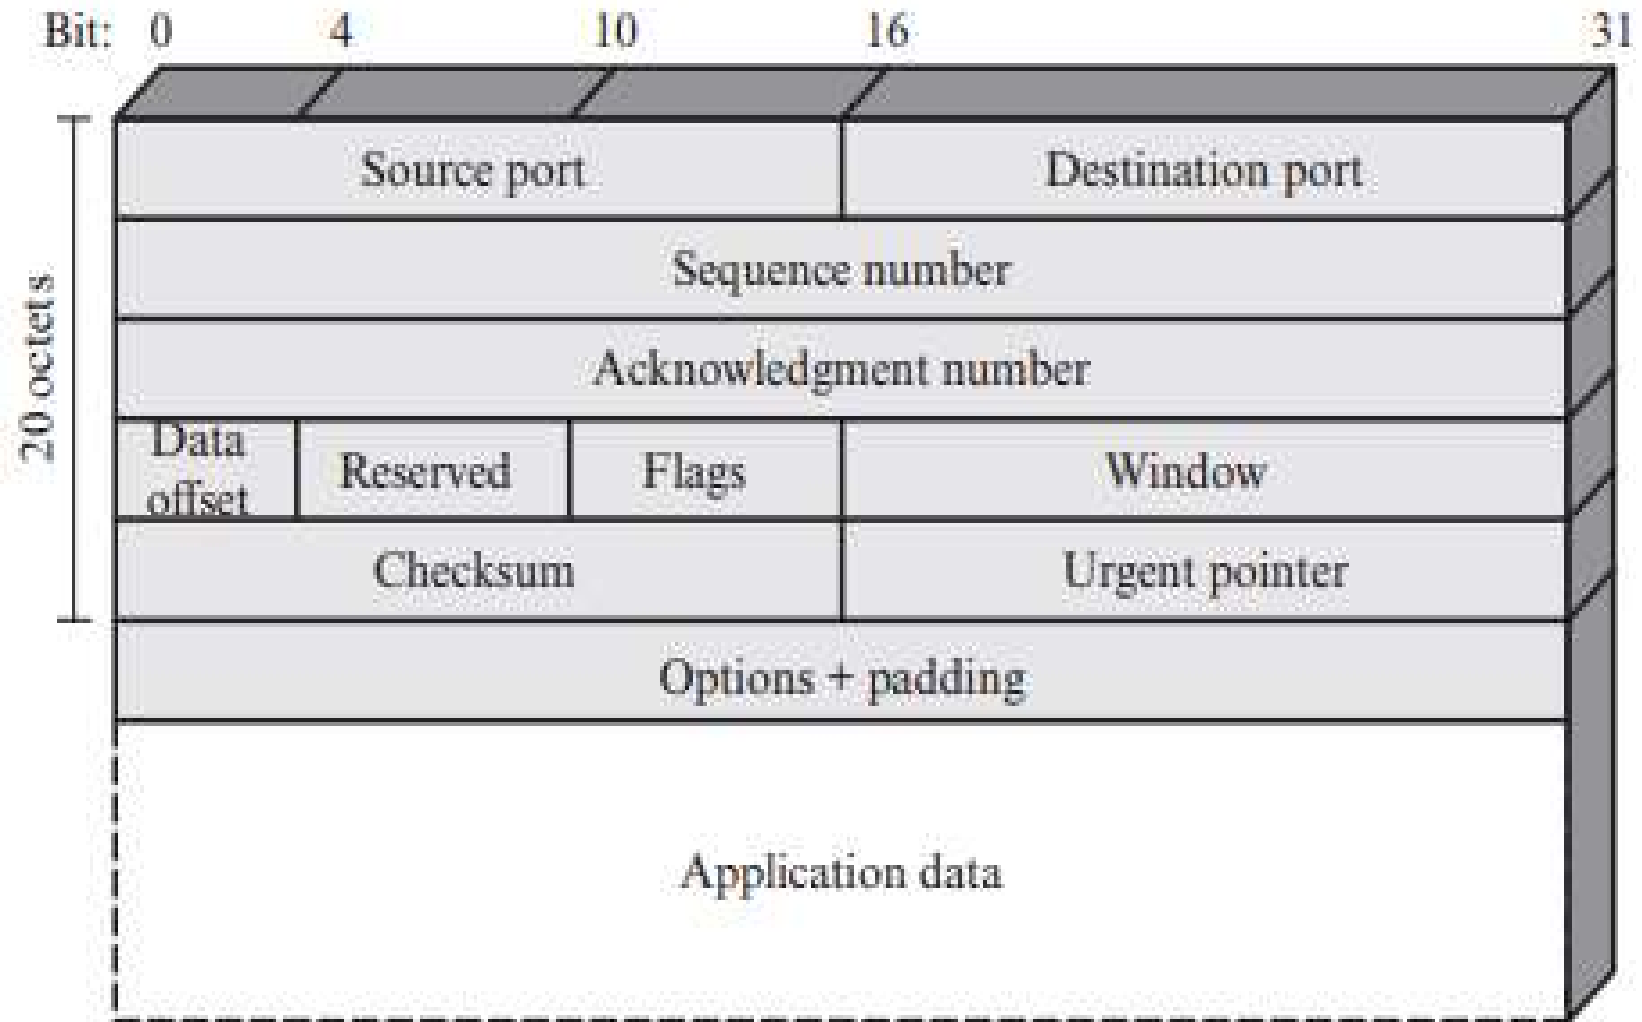 Bit: 0 4 10 16 31
20 octets
Source port Destination port
Sequence number
Acknowledgment number
Data
offset
Reserved Flags Window
Checksum Urgent pointer
Options + padding
Application data